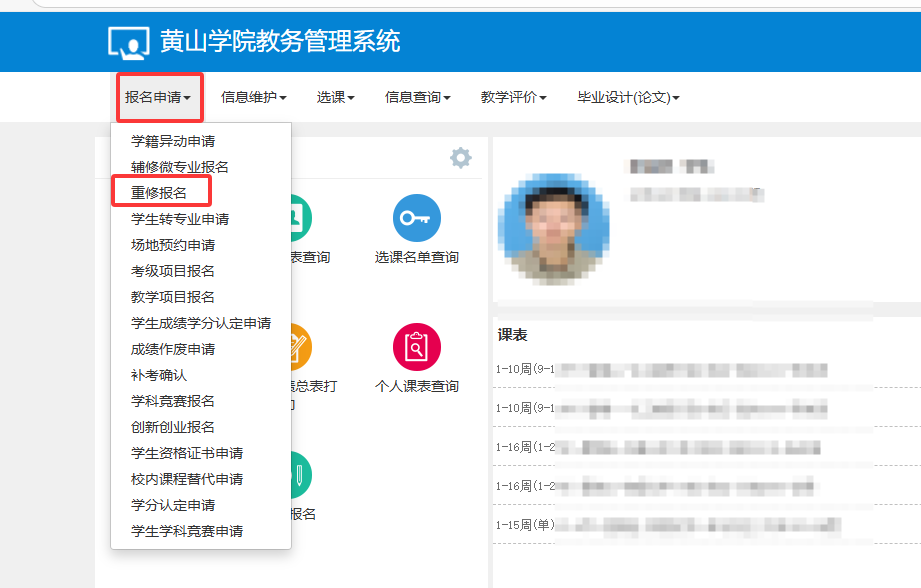 黄山学院教务管理系统
报名申请 信息维护 选课 信息查询 教学评价 毕业设计(论文)
学籍异动申请
辅修微专业报名
重修报名
学生转专业申请
场地预约申请
考级项目报名
教学项目报名
学生成绩学分认定申请
成绩作废申请
补考确认
学科竟赛报名
创新创业报名
学生资格证书申请
校内课程替代申请
学分认定申请
学生学科竟赛申请
表查询
选课名单查询
总表打
个人课表查询
报名
课表
1-10周(9-1
1-10周(9-1
1-16周(1-2
1-16周(1-2
1-15周(单)